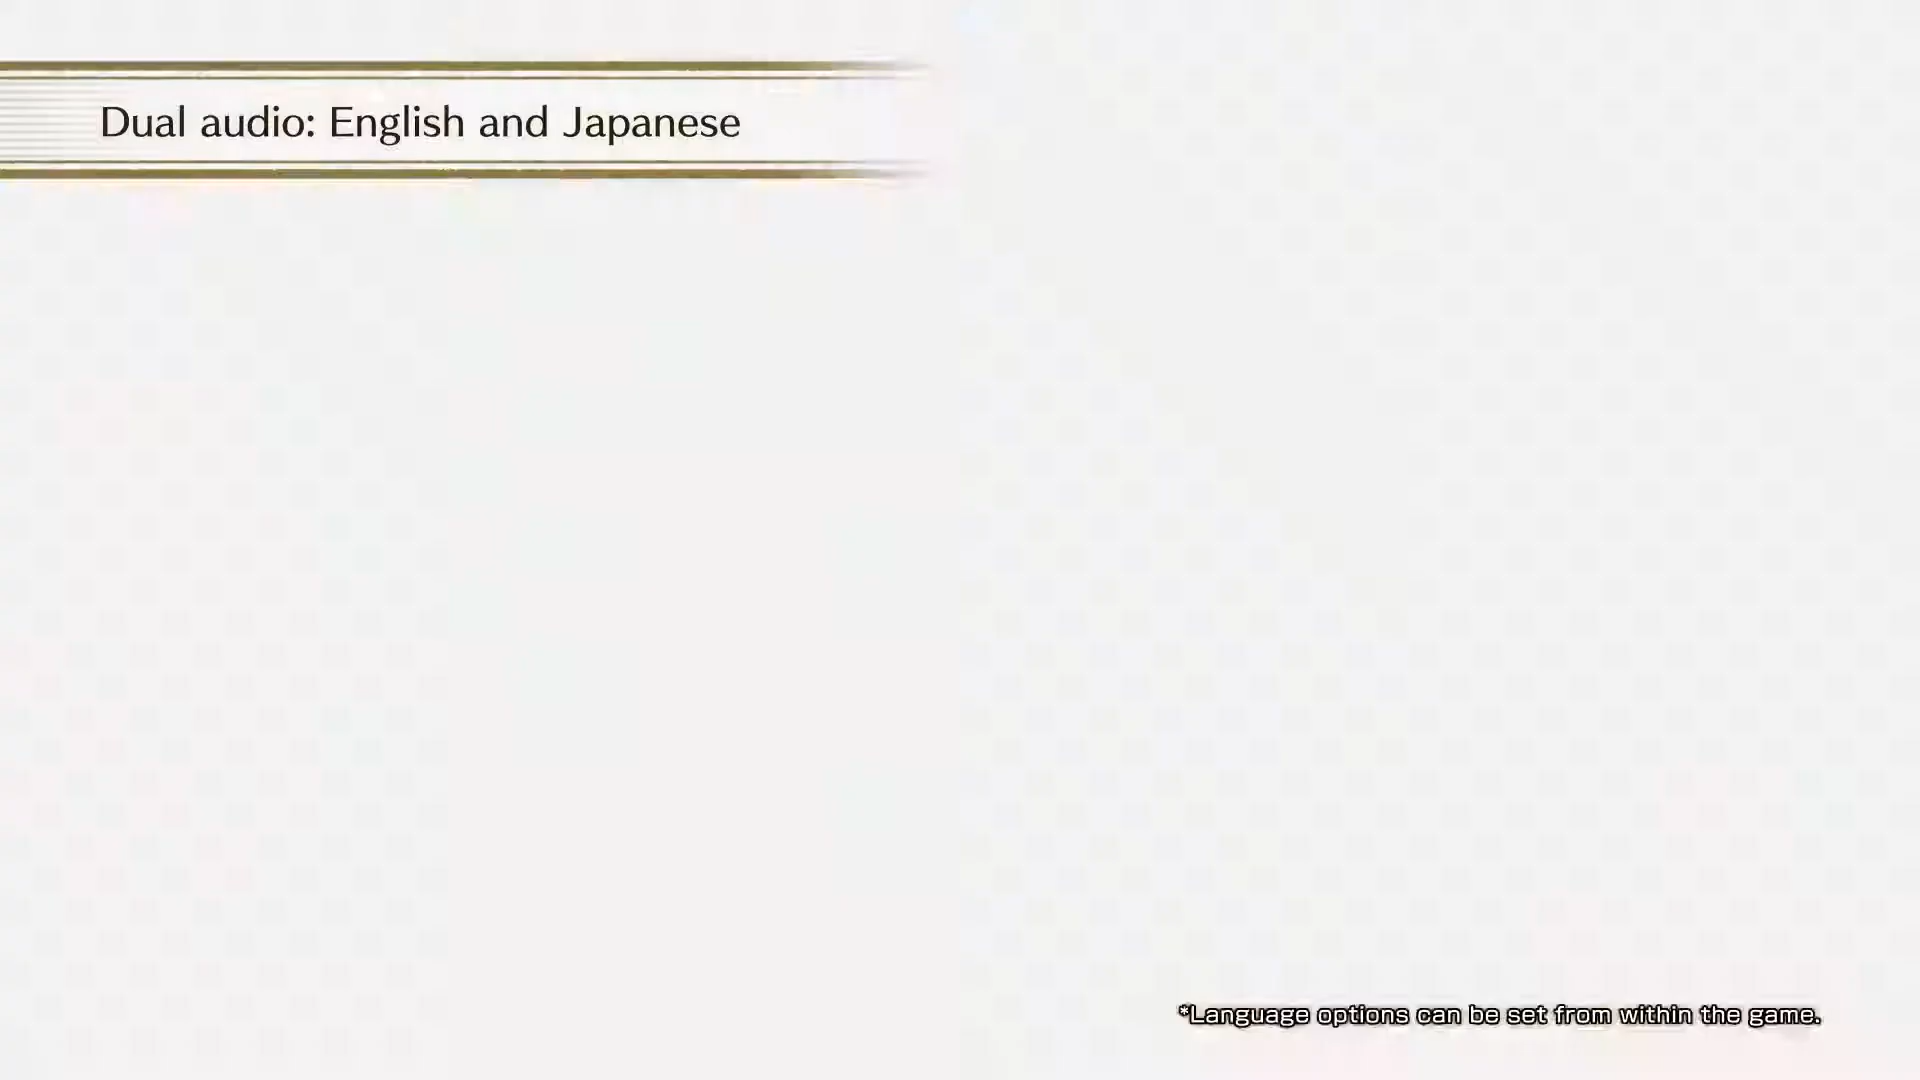 Dual audio: English and Japanese
*Language options can be set from within the game.